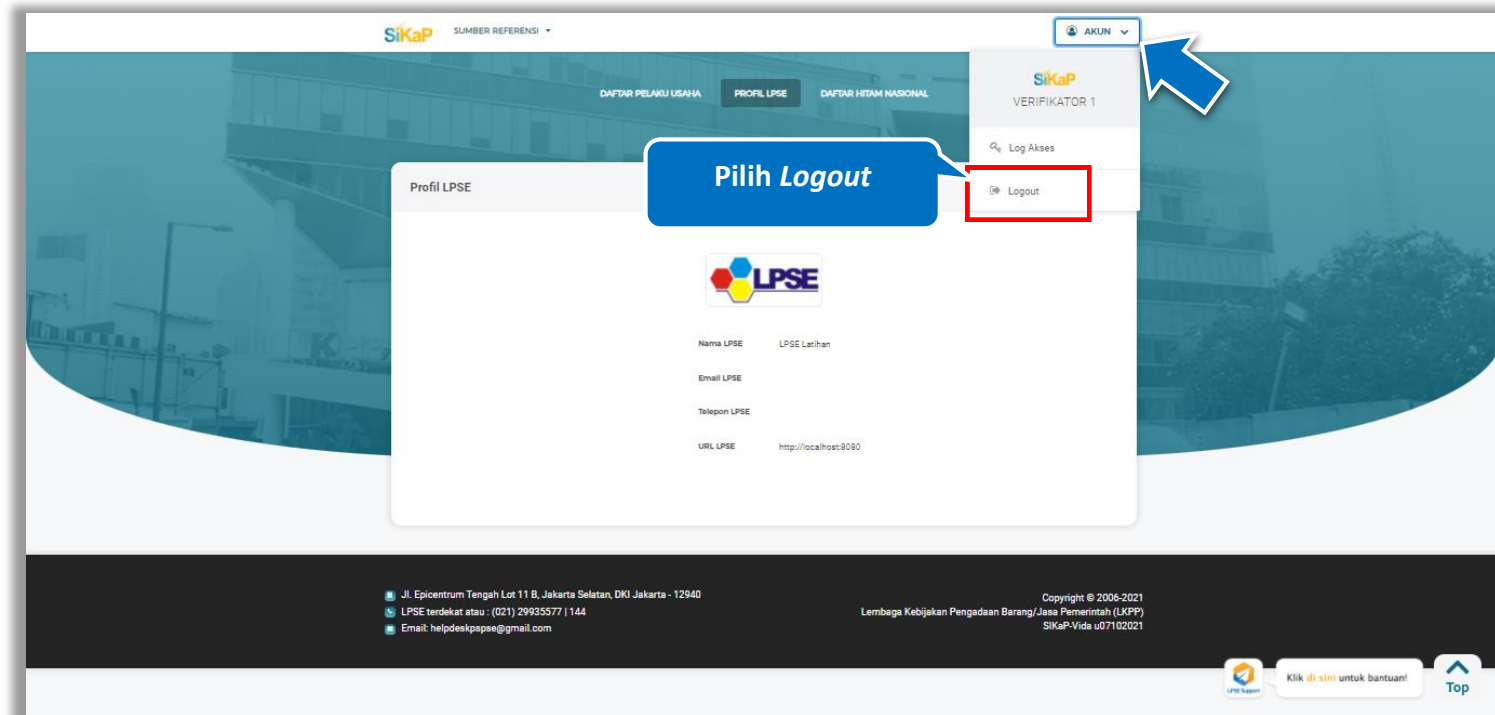 SiKaP
SUMBER REFERENSI
AKUN
DAFTAR PELAKU USAHA
PROFIL LPSE
DAFTAR HITAM NASIONAL
SiKaP
VERIFIKATOR 1
Log Akses
Logout
Pilih Logout
Profil LPSE
LPSE
Nama LPSE LPSE Latihan
Email LPSE
Telepon LPSE
URL LPSE http://localhost:8080
Jl. Epicentrum Tengah Lot 11 B, Jakarta Selatan, DKI Jakarta - 12940
LPSE terdekat atau : (021) 29935577 | 144
Email: helpdeskpspse@gmail.com
Copyright © 2006-2021
Lembaga Kebijakan Pengadaan Barang/Jasa Pemerintah (LKPP)
SIKaP-Vida u07102021
LPSE Support
Klik di sini untuk bantuan!
Top